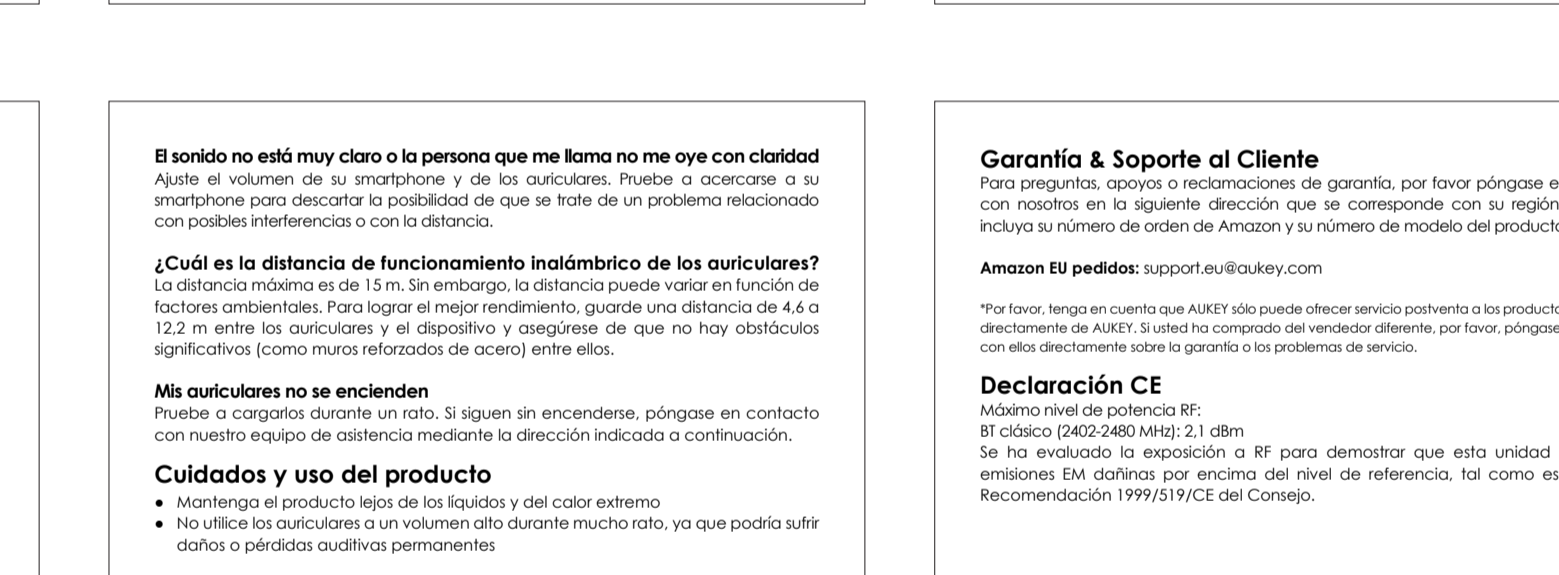 El sonido no está muy claro o la persona que me llama no me oye con claridad
Ajuste el volumen de su smartphone y de los auriculares. Pruebe a acercarse a su
smartphone para descartar la posibilidad de que se trate de un problema relacionado
con posibles interferencias o con la distancia.
¿Cuál es la distancia de funcionamiento inalámbrico de los auriculares?
La distancia máxima es de 15 m. Sin embargo, la distancia puede variar en función de
factores ambientales. Para lograr el mejor rendimiento, guarde una distancia de 4,6 a
12,2 m entre los auriculares y el dispositivo y asegúrese de que no hay obstáculos
significativos (como muros reforzados de acero) entre ellos.
Mis auriculares no se encienden
Pruebe a cargarlos durante un rato. Si siguen sin encenderse, póngase en contacto
con nuestro equipo de asistencia mediante la dirección indicada a continuación.
Cuidados y uso del producto
● Mantenga el producto lejos de los líquidos y del calor extremo
● No utilice los auriculares a un volumen alto durante mucho rato, ya que podría sufrir
daños o pérdidas auditivas permanentes
Garantía & Soporte al Cliente
Para preguntas, apoyos o reclamaciones de garantía, por favor póngase
con nosotros en la siguiente dirección que se corresponde con su región
incluya su número de orden de Amazon y su número de modelo del product
Amazon EU pedidos: support.eu@aukey.com
*Por favor, tenga en cuenta que AUKEY sólo puede ofrecer servicio postventa a los product
directamente de AUKEY. Si usted ha comprado del vendedor diferente, por favor, póngase
con ellos directamente sobre la garantía o los problemas de servicio.
Declaración CE
Máximo nivel de potencia RF:
BT clásico (2402-2480 MHz): 2,1 dBm
Se ha evaluado la exposición a RF para demostrar que esta unidad
emisiones EM dañinas por encima del nivel de referencia, tal como es
Recomendación 1999/519/CE del Consejo.